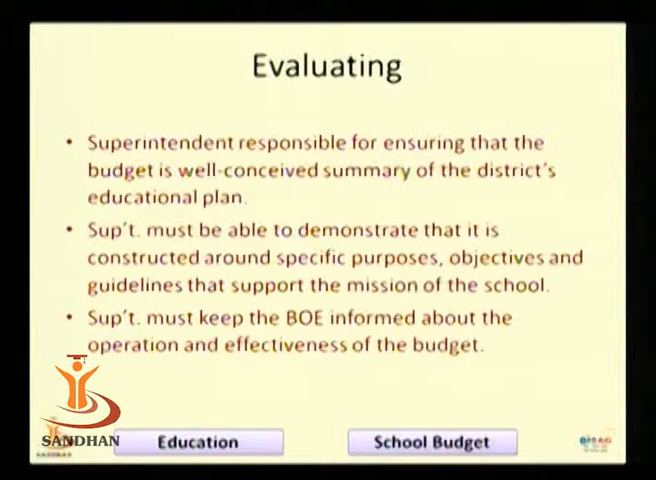 Evaluating
• Superintendent responsible for ensuring that the
budget is well-conceived summary of the district's
educational plan.
• Sup't. must be able to demonstrate that it is
constructed around specific purposes, objectives and
guidelines that support the mission of the school.
• Sup't. must keep the BOE informed about the
operation and effectiveness of the budget.
SANDHAN
SANDHAN
Education
School Budget
BISAG